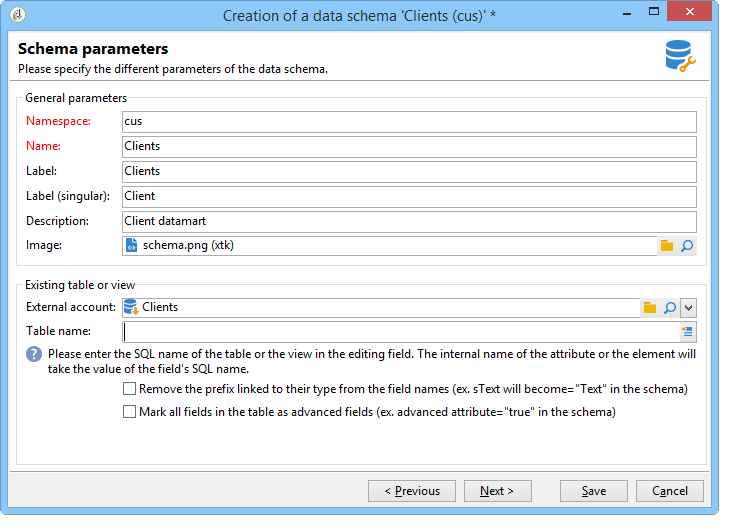 Creation of a data schema 'Clients (cus)' *
Schema parameters
Please specify the different parameters of the data schema.
General parameters
Namespace: cus
Name: Clients
Label: Clients
Label (singular): Client
Description: Client datamart
Image: schema.png (xtk)
Existing table or view
External account: Clients
Table name:
Please enter the SQL name of the table or the view in the editing field. The internal name of the attribute or the element will
take the value of the field's SQL name.
Remove the prefix linked to their type from the field names (ex. sText will become="Text" in the schema)
Mark all fields in the table as advanced fields (ex. advanced attribute="true" in the schema)
< Previous Next > Save Cancel